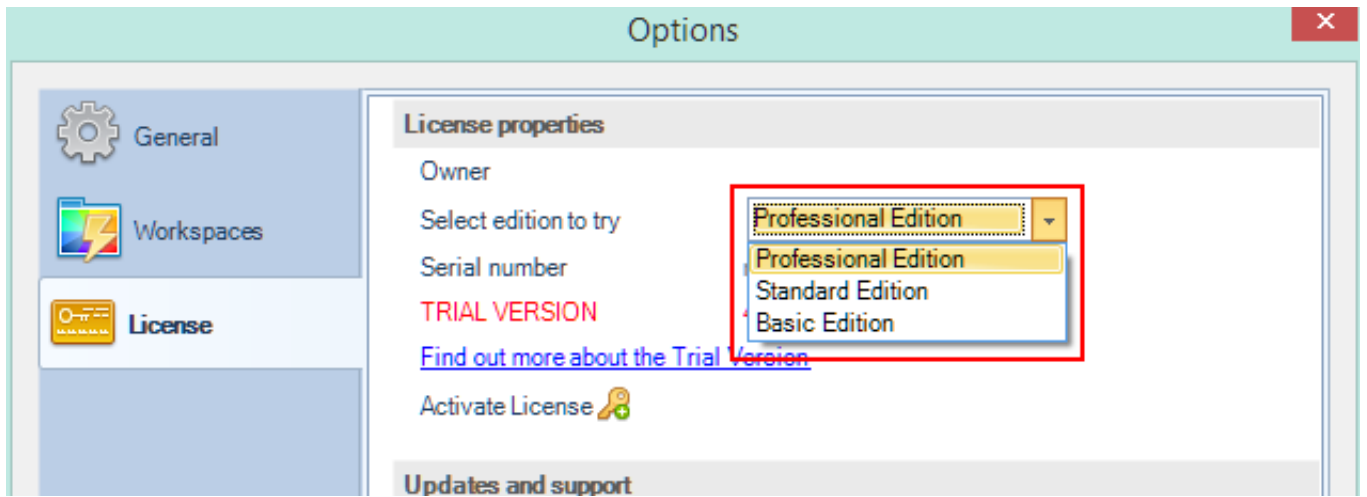 Options
General
Workspaces
License
License properties
Owner
Select edition to try
Professional Edition
Professional Edition
Standard Edition
Basic Edition
Serial number
TRIAL VERSION
Find out more about the Trial Version
Activate License
Updates and support